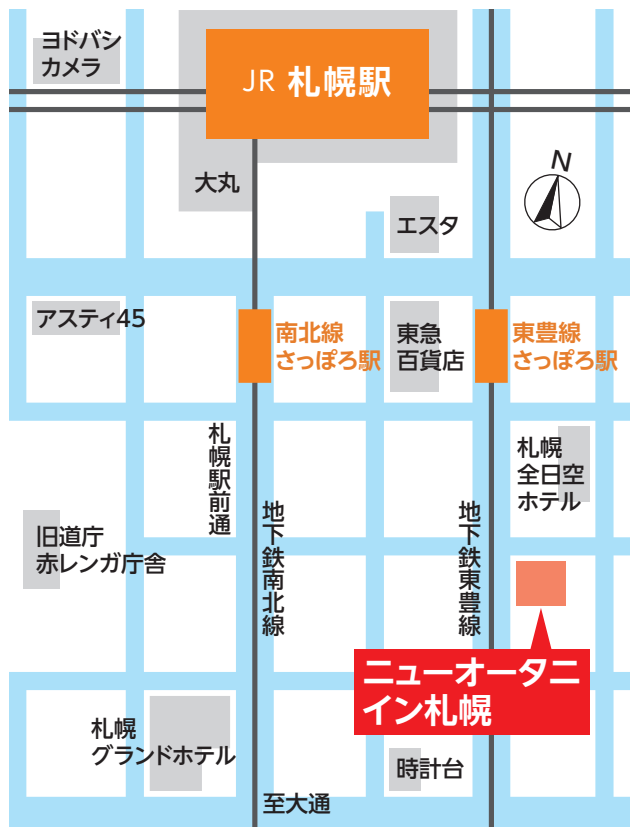 ヨドバシ
カメラ
JR 札幌駅
大丸
N
エスタ
アスティ45
南北線
さっぽろ駅
東急
百貨店
東豊線
さっぽろ駅
札幌駅前通
札幌
全日空
ホテル
旧道庁
赤レンガ庁舎
地下鉄南北線
地下鉄東豊線
ニューオータニ
イン札幌
札幌
グランドホテル
時計台
至大通